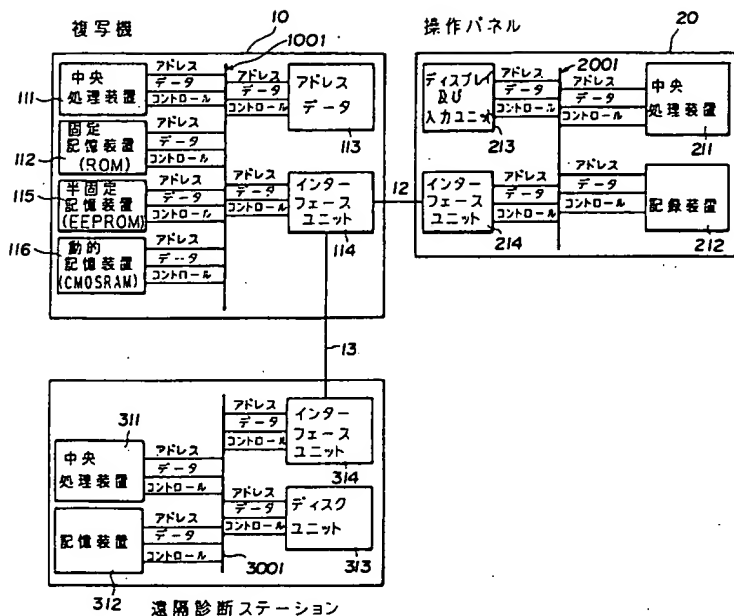 複写機
10
1001
操作パネル
20
2001
111
中央
処理装置
アドレス
データ
コントロール
アドレス
データ
コントロール
アドレス
データ
113
112
固定
記憶装置
(ROM)
アドレス
データ
コントロール
115
半固定
記憶装置
(EEPROM)
アドレス
データ
コントロール
アドレス
データ
コントロール
インター
フェース
ユニット
114
116
動的
記憶装置
(CMOSRAM)
アドレス
データ
コントロール
12
13
ディスプレイ
及び
入力ユニット
213
アドレス
データ
コントロール
アドレス
データ
コントロール
中央
処理装置
211
インター
フェース
ユニット
214
アドレス
データ
コントロール
アドレス
データ
コントロール
記録装置
212
311
中央
処理装置
アドレス
データ
コントロール
アドレス
データ
コントロール
インター
フェース
ユニット
314
記憶装置
312
アドレス
データ
コントロール
3001
アドレス
データ
コントロール
ディスク
ユニット
313
遠隔診断ステーション